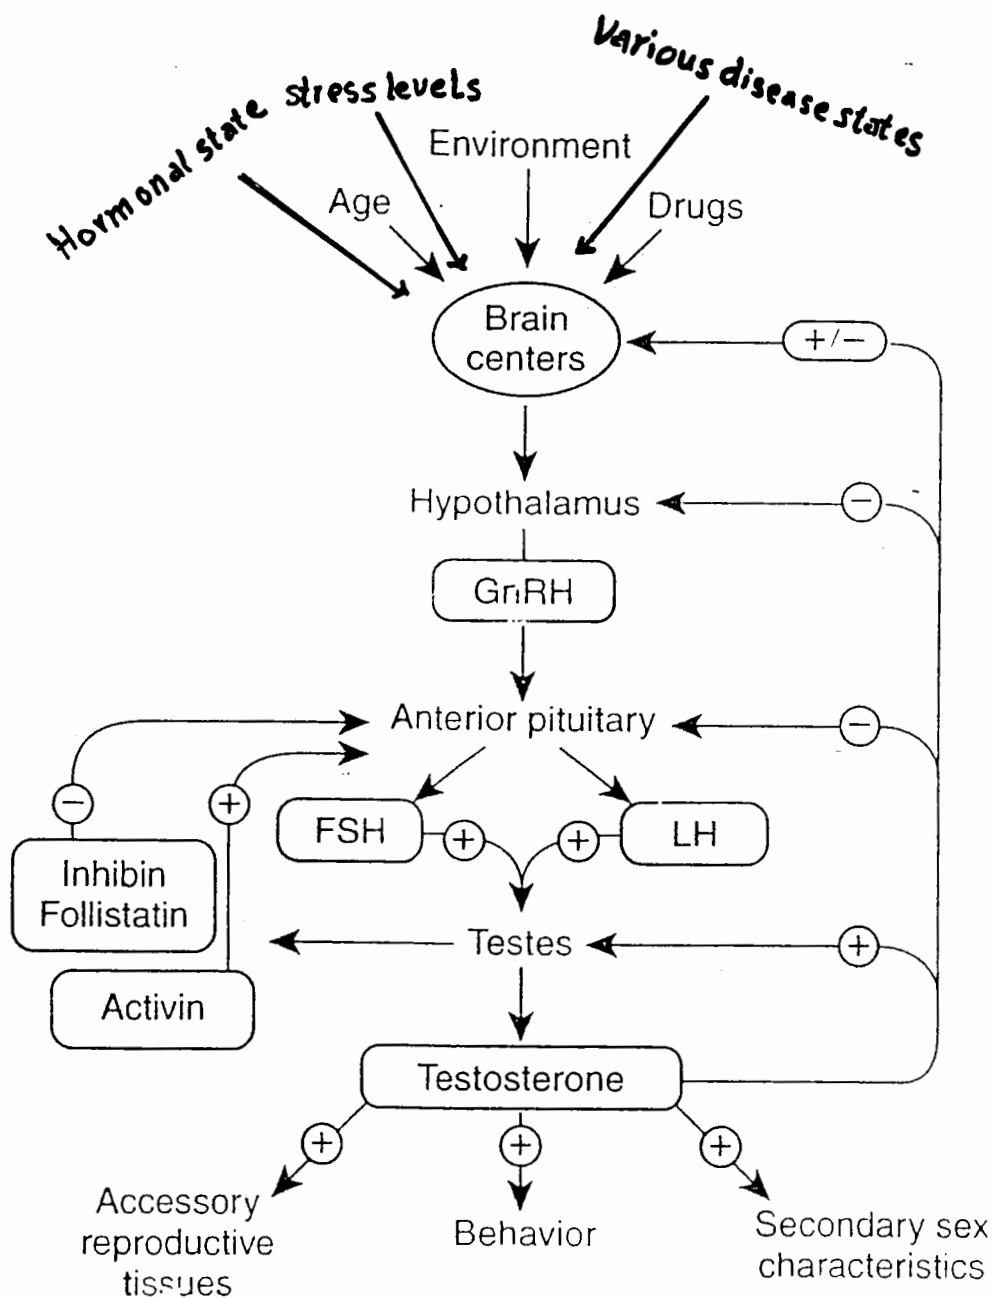 Various disease states
Hormonal state stress levels
Environment
Age
Drugs
Brain
centers
+/−
Hypothalamus
−
GnRH
Anterior pituitary
−
−
+
FSH
+
+
LH
Inhibin
Follistatin
Testes
+
Activin
Testosterone
+
+
+
Accessory
reproductive
tissues
Behavior
Secondary sex
characteristics